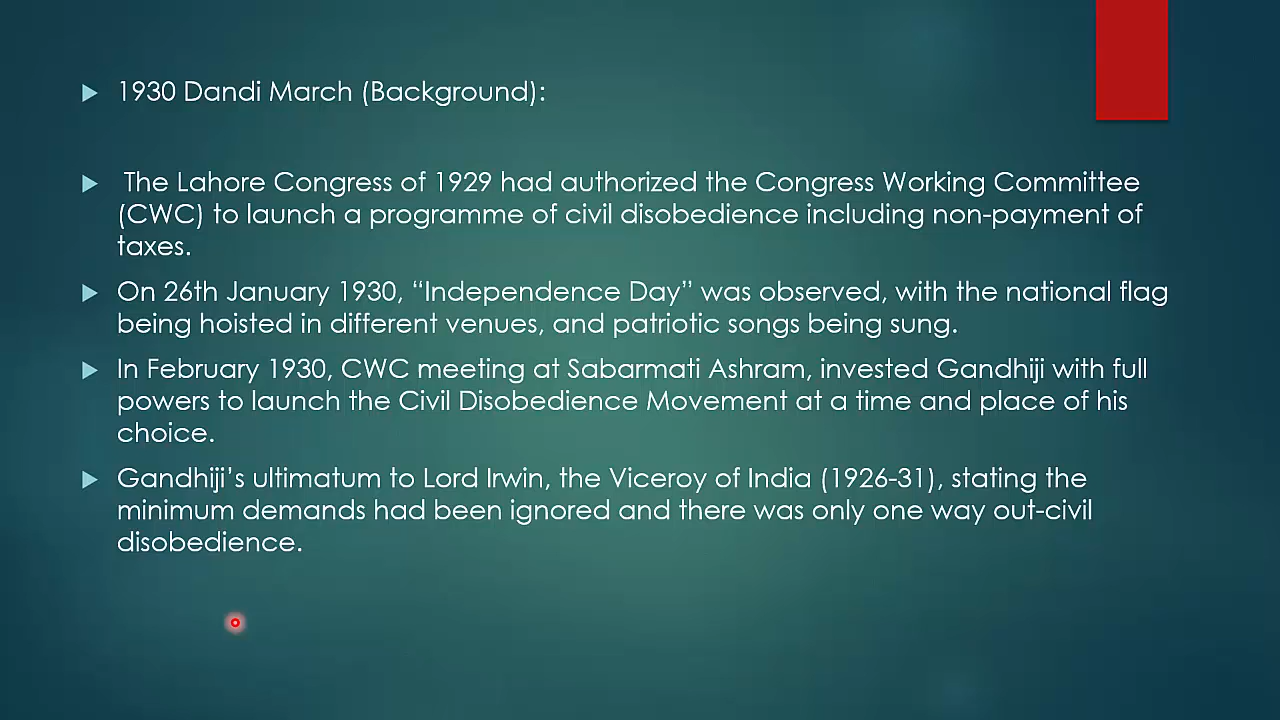 1930 Dandi March (Background):
The Lahore Congress of 1929 had authorized the Congress Working Committee
(CWC) to launch a programme of civil disobedience including non-payment of
taxes.
On 26th January 1930, “Independence Day” was observed, with the national flag
being hoisted in different venues, and patriotic songs being sung.
In February 1930, CWC meeting at Sabarmati Ashram, invested Gandhiji with full
powers to launch the Civil Disobedience Movement at a time and place of his
choice.
Gandhiji’s ultimatum to Lord Irwin, the Viceroy of India (1926-31), stating the
minimum demands had been ignored and there was only one way out-civil
disobedience.